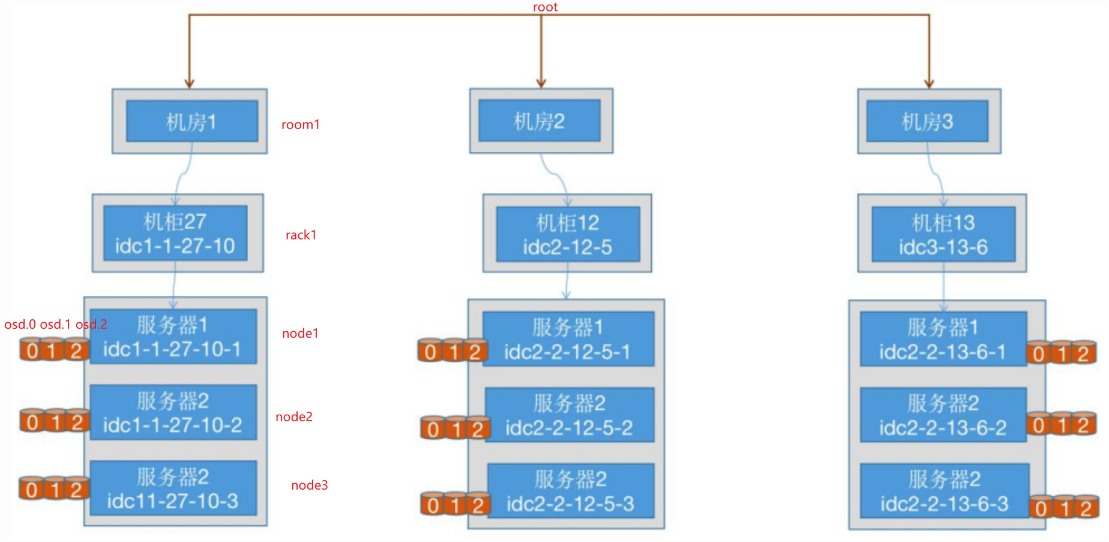 root
机房1
room1
机房2
机房3
机柜27
idc1-1-27-10
rack1
机柜12
idc2-12-5
机柜13
idc3-13-6
osd.0 osd.1 osd.2
0 1 2
服务器1
idc1-1-27-10-1
node1
0 1 2
服务器1
idc2-2-12-5-1
服务器1
idc2-2-13-6-1
0 1 2
0 1 2
服务器2
idc1-1-27-10-2
node2
0 1 2
服务器2
idc2-2-12-5-2
服务器2
idc2-2-13-6-2
0 1 2
0 1 2
服务器2
idc11-27-10-3
node3
0 1 2
服务器2
idc2-2-12-5-3
服务器2
idc2-2-13-6-3
0 1 2